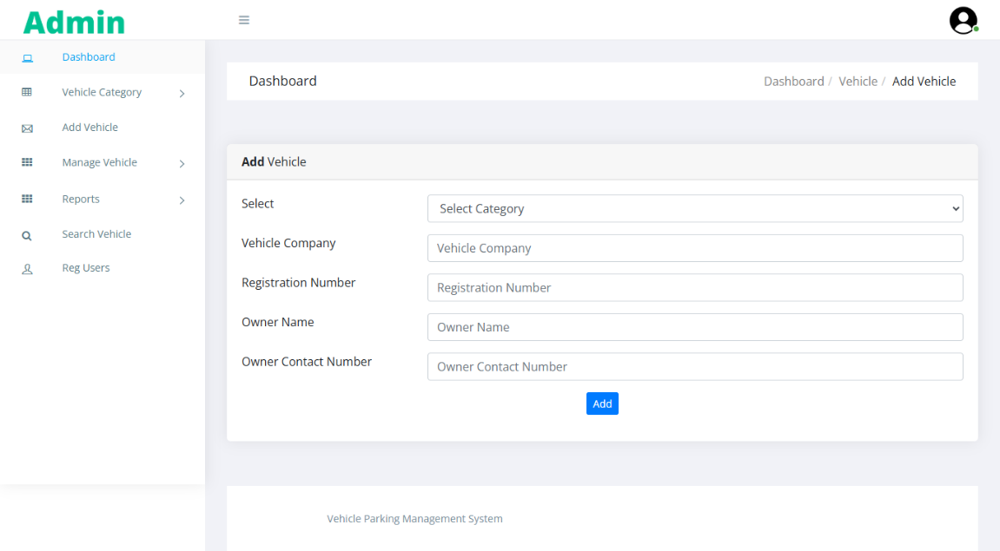 Admin
Dashboard
Vehicle Category
Add Vehicle
Manage Vehicle
Reports
Search Vehicle
Reg Users
Dashboard
Dashboard / Vehicle / Add Vehicle
Add Vehicle
Select
Select Category
Vehicle Company
Vehicle Company
Registration Number
Registration Number
Owner Name
Owner Name
Owner Contact Number
Owner Contact Number
Add
Vehicle Parking Management System